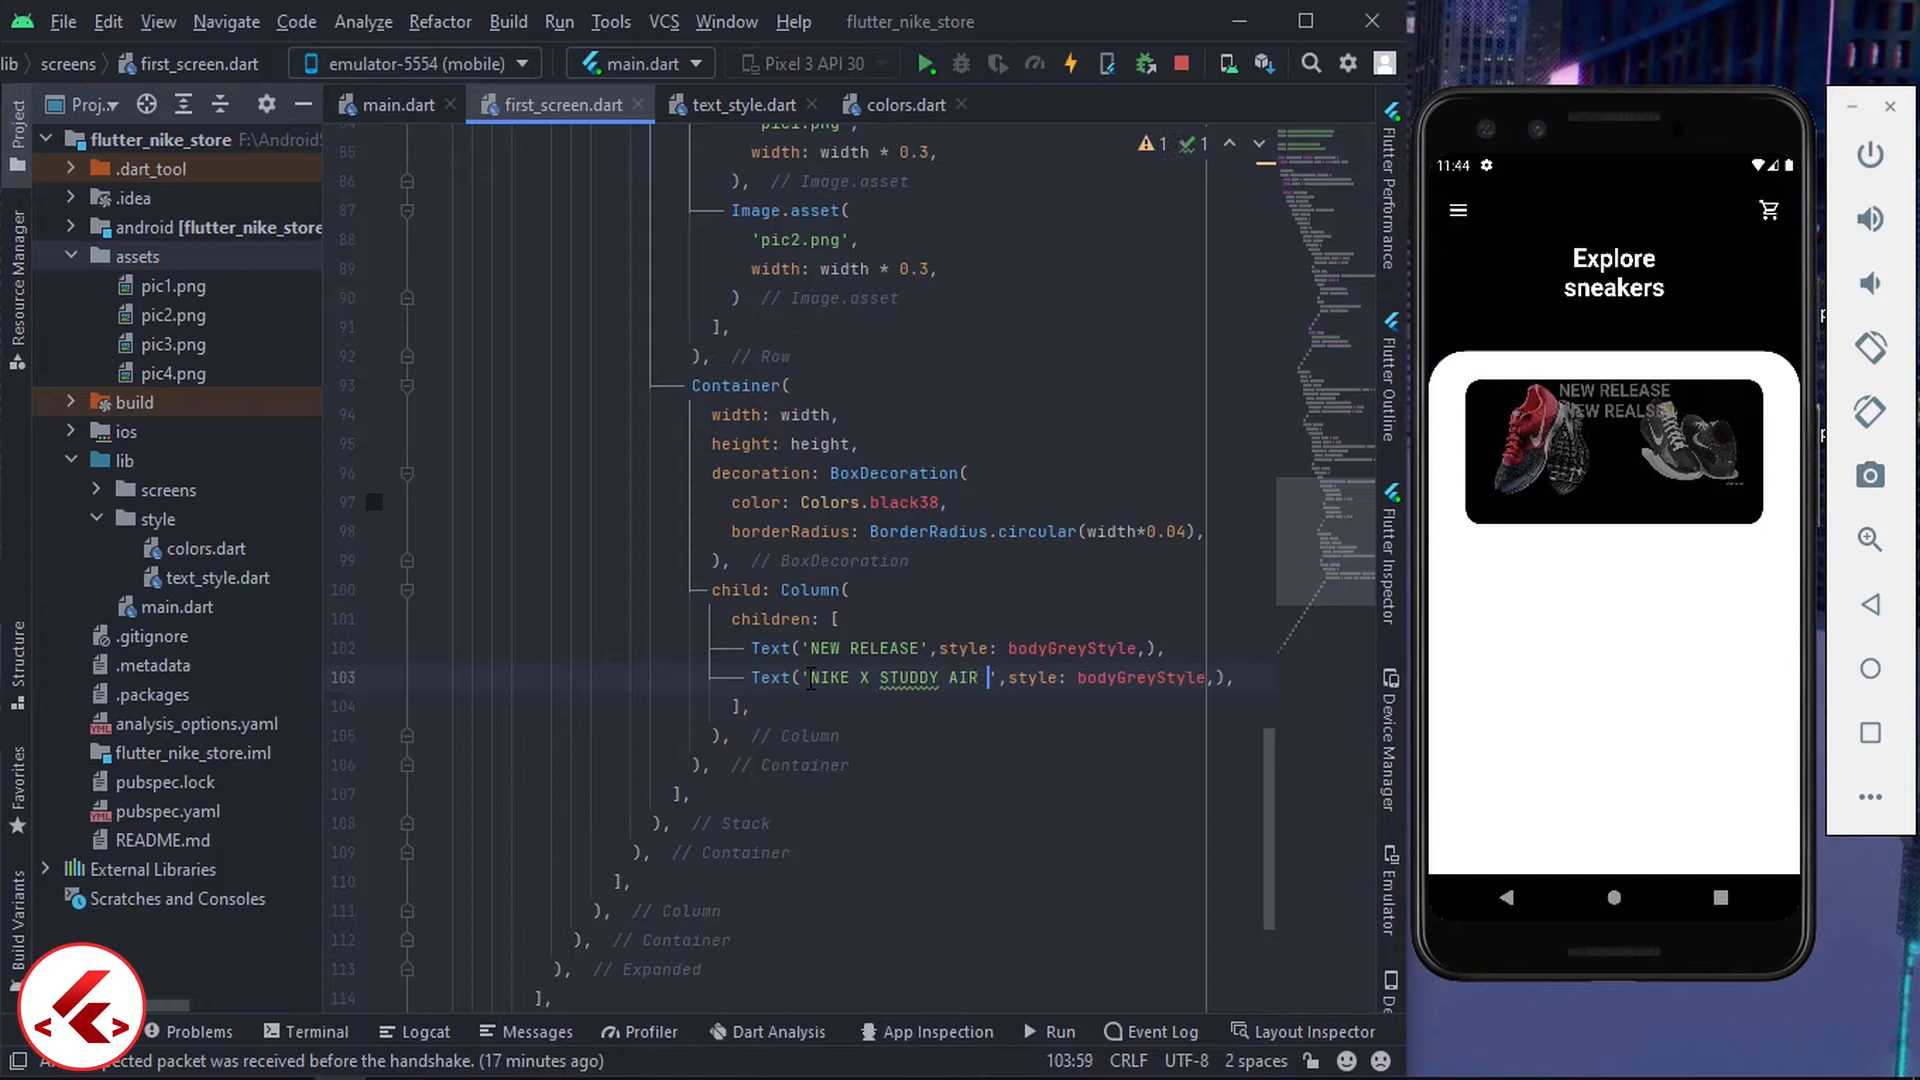 File Edit View Navigate Code Analyze Refactor Build Run Tools VCS Window Help flutter_nike_store
lib screens first_screen.dart emulator-5554 (mobile) main.dart Pixel 3 API 30
Project
Proj...
main.dart first_screen.dart text_style.dart colors.dart
flutter_nike_store F:\AndroidS
.dart_tool
.idea
android [flutter_nike_store
assets
pic1.png
pic2.png
pic3.png
pic4.png
build
ios
lib
screens
style
colors.dart
text_style.dart
main.dart
.gitignore
.metadata
.packages
analysis_options.yaml
flutter_nike_store.iml
pubspec.lock
pubspec.yaml
README.md
External Libraries
Scratches and Consoles
Resource Manager
Structure
Favorites
Build Variants
1 1
'pic1.png',
85 width: width * 0.3,
86 ), // Image.asset
87 Image.asset(
88 'pic2.png',
89 width: width * 0.3,
90 ) // Image.asset
91 ],
92 ), // Row
93 Container(
94 width: width,
95 height: height,
96 decoration: BoxDecoration(
97 color: Colors.black38,
98 borderRadius: BorderRadius.circular(width*0.04),
99 ), // BoxDecoration
100 child: Column(
101 children: [
102 Text('NEW RELEASE',style: bodyGreyStyle,),
103 Text('NIKE X STUDDY AIR ',style: bodyGreyStyle,),
104 ],
105 ), // Column
106 ), // Container
107 ],
108 ), // Stack
109 ), // Container
110 ],
111 ), // Column
112 ), // Container
113 ), // Expanded
114 ],
Flutter Performance
Flutter Outline
Flutter Inspector
Device Manager
Emulator
11:44
Explore
sneakers
NEW RELEASE
NEW REALSE
Problems Terminal Logcat Messages Profiler Dart Analysis App Inspection Run Event Log Layout Inspector
packet was received before the handshake. (17 minutes ago) 103:59 CRLF UTF-8 2 spaces